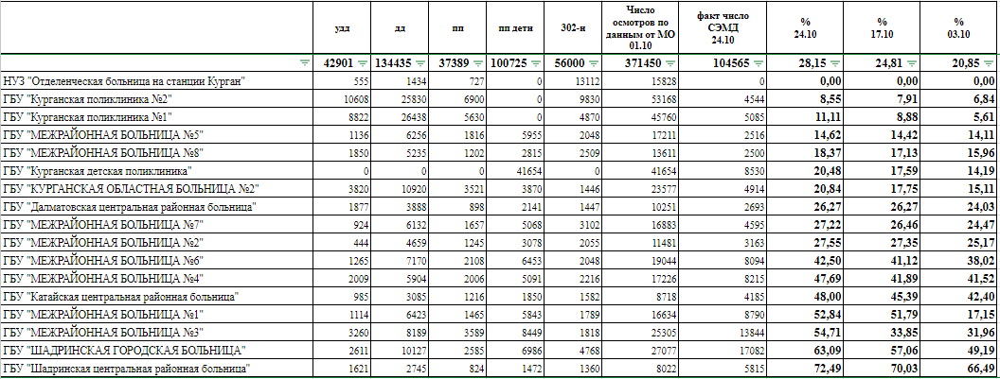 удд дд пп пп дети 302-н Число осмотров по данным от МО 01.10 факт число СЭМД 24.10 % 24.10 % 17.10 % 03.10
42901 134435 37389 100725 56000 371450 104565 28,15 24,81 20,85
НУЗ "Отделенческая больница на станции Курган" 555 1434 727 0 13112 15828 0 0,00 0,00 0,00
ГБУ "Курганская поликлиника №2" 10608 25830 6900 0 9830 53168 4544 8,55 7,91 6,84
ГБУ "Курганская поликлиника №1" 8822 26438 5630 0 4870 45760 5085 11,11 8,88 5,61
ГБУ "МЕЖРАЙОННАЯ БОЛЬНИЦА №5" 1136 6256 1816 5955 2048 17211 2516 14,62 14,42 14,11
ГБУ "МЕЖРАЙОННАЯ БОЛЬНИЦА №8" 1850 5235 1202 2815 2509 13611 2500 18,37 17,13 15,96
ГБУ "Курганская детская поликлиника" 0 0 0 41654 0 41654 8530 20,48 17,59 14,19
ГБУ "КУРГАНСКАЯ ОБЛАСТНАЯ БОЛЬНИЦА №2" 3820 10920 3521 3870 1446 23577 4914 20,84 17,75 15,11
ГБУ "Далматовская центральная районная больница" 1877 3888 898 2141 1447 10251 2693 26,27 26,27 24,03
ГБУ "МЕЖРАЙОННАЯ БОЛЬНИЦА №7" 924 6132 1657 5068 3102 16883 4595 27,22 26,46 24,47
ГБУ "МЕЖРАЙОННАЯ БОЛЬНИЦА №2" 444 4659 1245 3078 2055 11481 3163 27,55 27,35 25,17
ГБУ "МЕЖРАЙОННАЯ БОЛЬНИЦА №6" 1265 7170 2108 6453 2048 19044 8094 42,50 41,12 38,02
ГБУ "МЕЖРАЙОННАЯ БОЛЬНИЦА №4" 2009 5904 2006 5091 2216 17226 8215 47,69 41,89 41,52
ГБУ "Катайская центральная районная больница" 985 3085 1216 1850 1582 8718 4185 48,00 45,39 42,40
ГБУ "МЕЖРАЙОННАЯ БОЛЬНИЦА №1" 1114 6423 1465 5843 1789 16634 8790 52,84 51,79 17,15
ГБУ "МЕЖРАЙОННАЯ БОЛЬНИЦА №3" 3260 8189 3589 8449 1818 25305 13844 54,71 33,85 31,96
ГБУ "ШАДРИНСКАЯ ГОРОДСКАЯ БОЛЬНИЦА" 2611 10127 2585 6986 4768 27077 17082 63,09 57,06 49,19
ГБУ "Шадринская центральная районная больница" 1621 2745 824 1472 1360 8022 5815 72,49 70,03 66,49